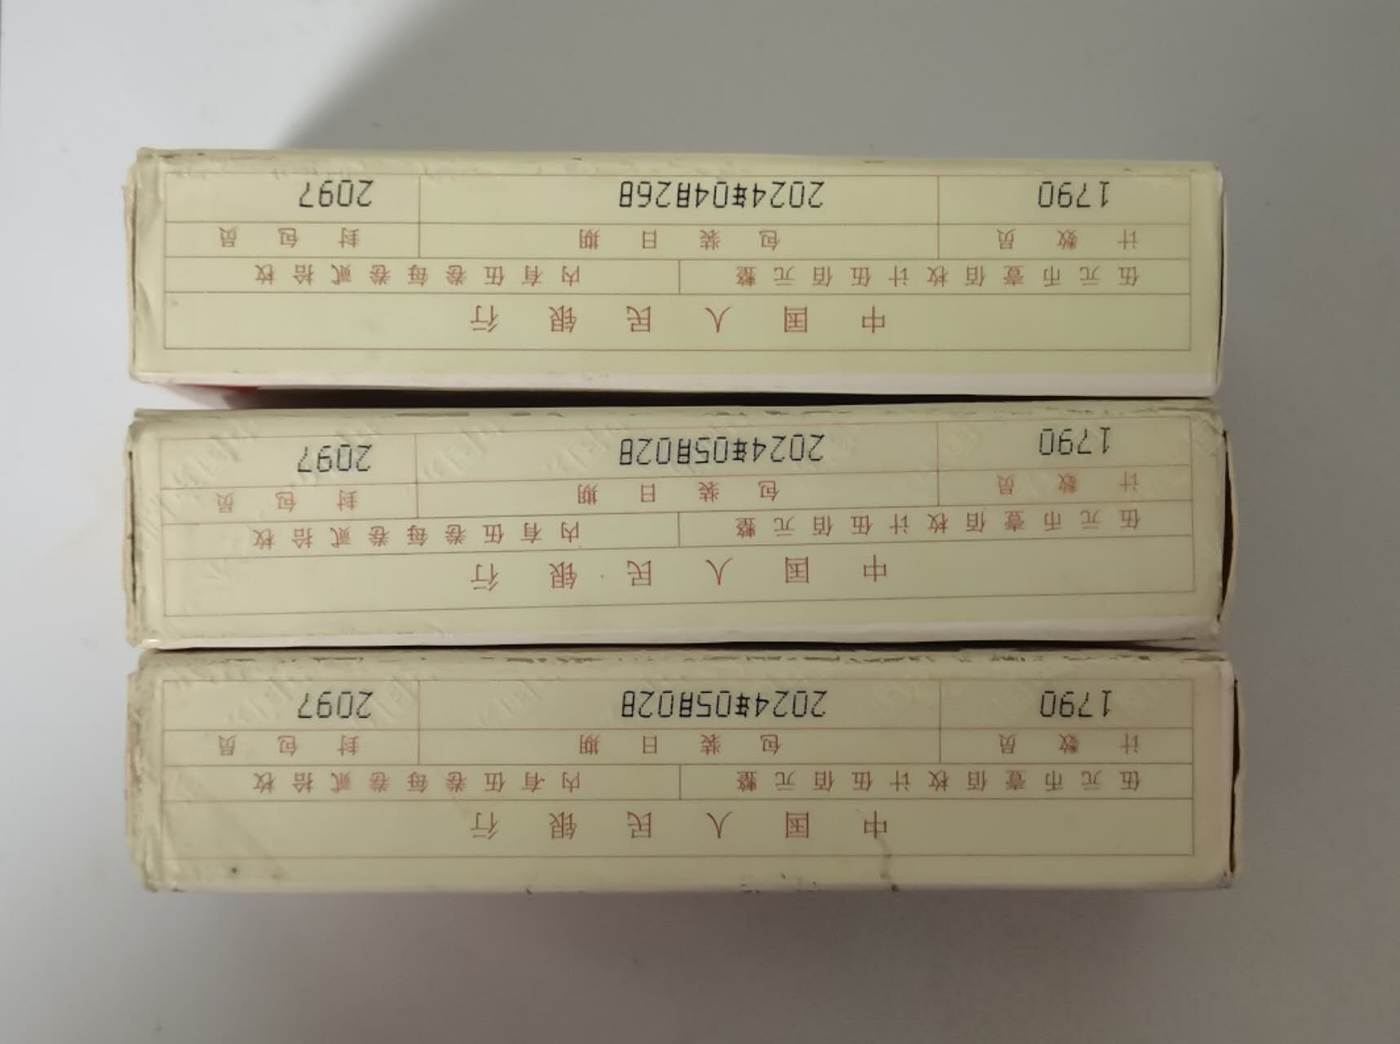 中国人民银行
伍元币壹佰枚计伍佰元整 内有伍卷每卷贰拾枚
计数员 包装日期 封包员
1790 2024年05月02日 2097
中国人民银行
伍元币壹佰枚计伍佰元整 内有伍卷每卷贰拾枚
计数员 包装日期 封包员
1790 2024年05月02日 2097
中国人民银行
伍元币壹佰枚计伍佰元整 内有伍卷每卷贰拾枚
计数员 包装日期 封包员
1790 2024年04月26日 2097